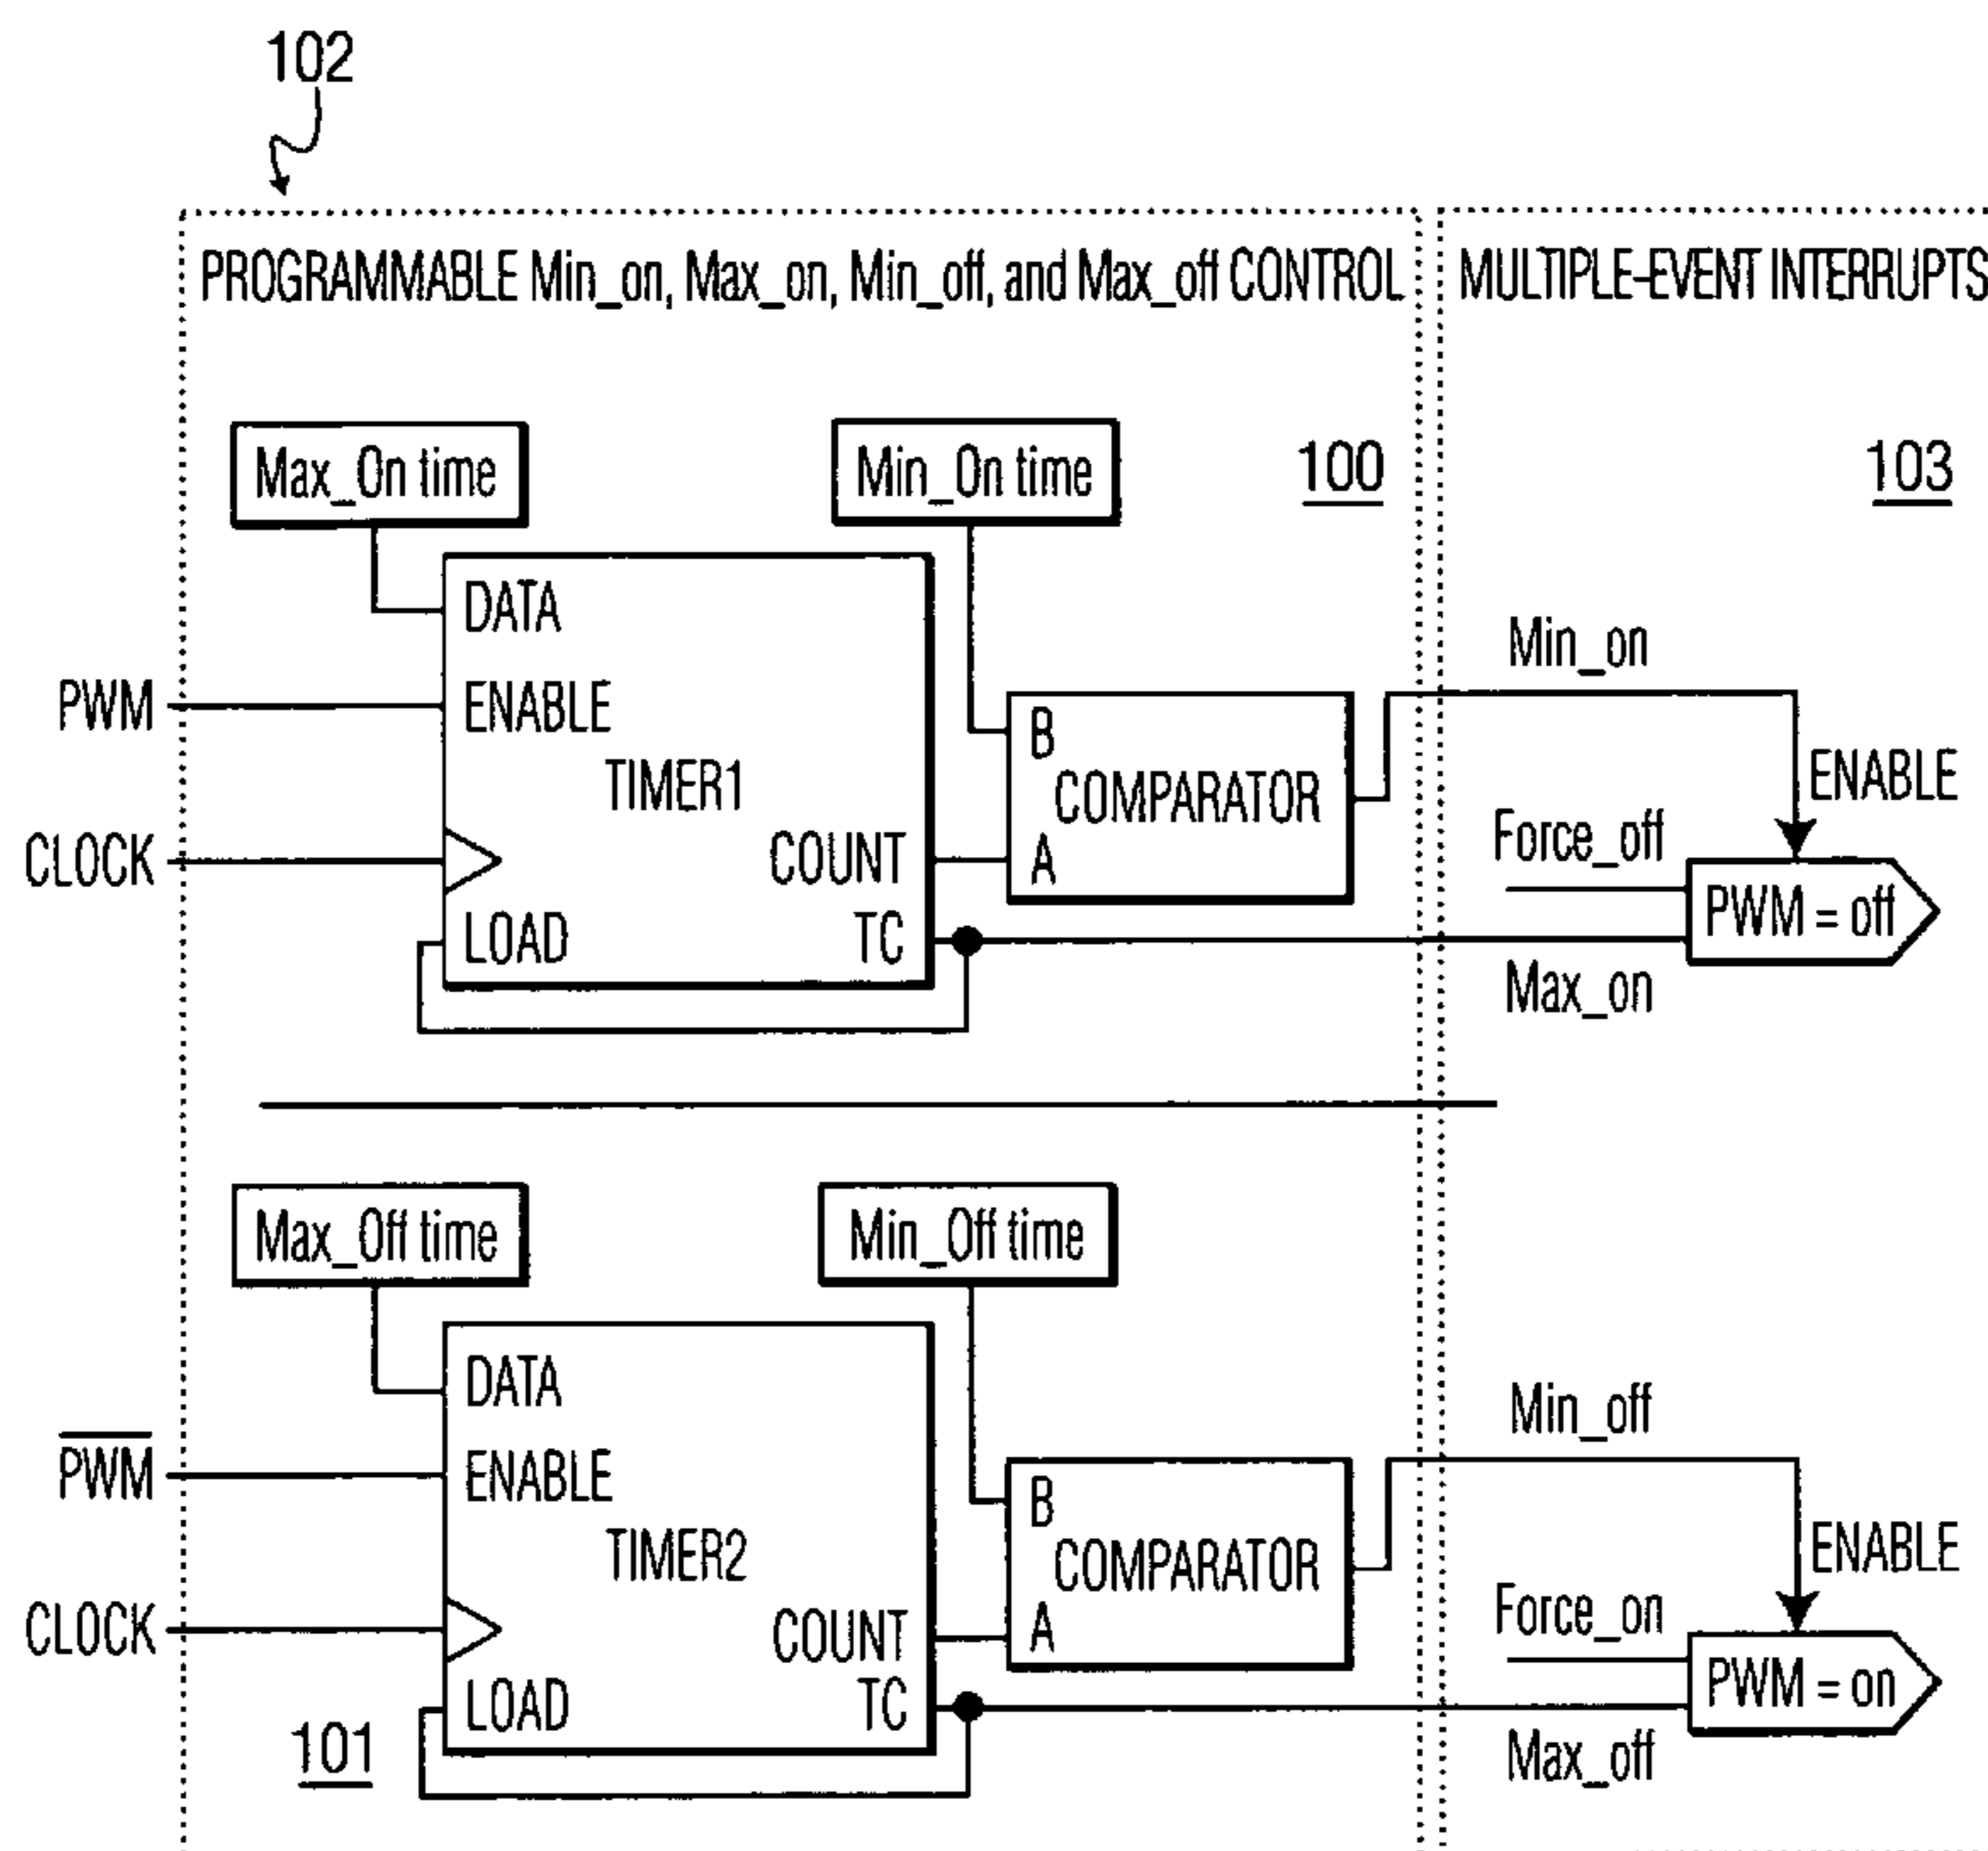 102
PROGRAMMABLE Min_on, Max_on, Min_off, and Max_off CONTROL
MULTIPLE-EVENT INTERRUPTS
Max_On time
Min_On time
100
103
DATA
Min_on
PWM
ENABLE
B
TIMER1
COMPARATOR
ENABLE
CLOCK
COUNT
A
Force_off
PWM = off
LOAD
TC
Max_on
Max_Off time
Min_Off time
DATA
Min_off
PWM
ENABLE
B
TIMER2
COMPARATOR
ENABLE
CLOCK
COUNT
A
Force_on
PWM = on
LOAD
TC
101
Max_off